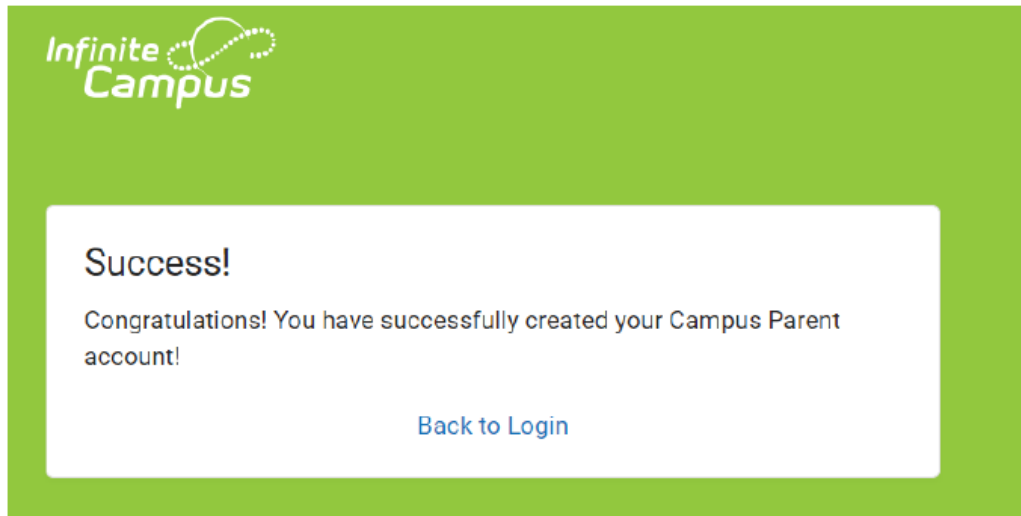 Infinite
Campus
Success!
Congratulations! You have successfully created your Campus Parent
account!
Back to Login